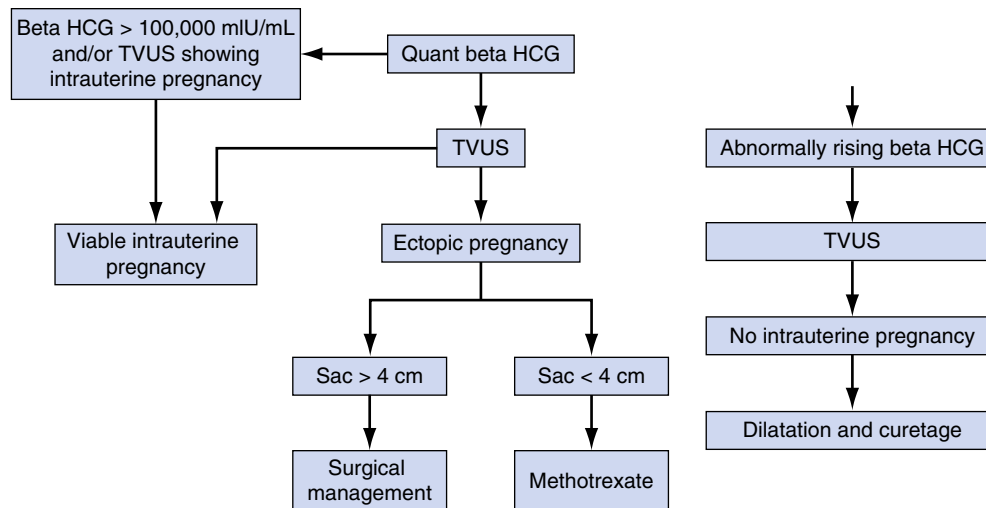 Beta HCG > 100,000 mIU/mL
and/or TVUS showing
intrauterine pregnancy
Quant beta HCG
TVUS
Viable intrauterine
pregnancy
Ectopic pregnancy
Sac > 4 cm
Sac < 4 cm
Surgical
management
Methotrexate
Abnormally rising beta HCG
TVUS
No intrauterine pregnancy
Dilatation and curetage